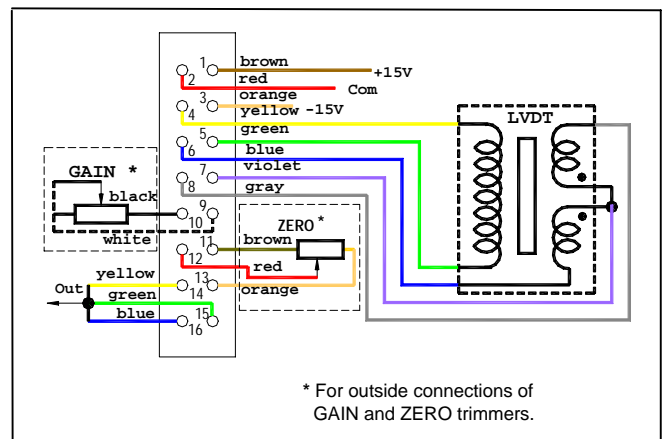 1 brown
+15V
2 red
Com
3 orange
-15V
4 yellow
LVDT
5 green
6 blue
7 violet
8 gray
GAIN *
black
9
10
white
ZERO *
11 brown
12 red
13 orange
yellow
14
Out
green
15
blue
16
* For outside connections of
GAIN and ZERO trimmers.